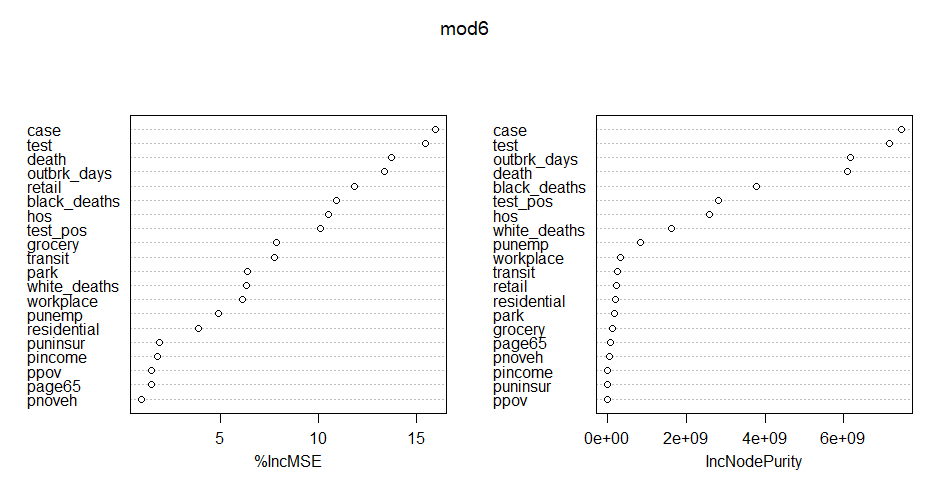 mod6
case
test
death
outbrk_days
retail
black_deaths
hos
test_pos
grocery
transit
park
white_deaths
workplace
punemp
residential
puninsur
pincome
ppov
page65
pnoveh
5 10 15
%IncMSE
case
test
outbrk_days
death
black_deaths
test_pos
hos
white_deaths
punemp
workplace
transit
retail
residential
park
grocery
page65
pnoveh
pincome
puninsur
ppov
0e+00 2e+09 4e+09 6e+09
IncNodePurity